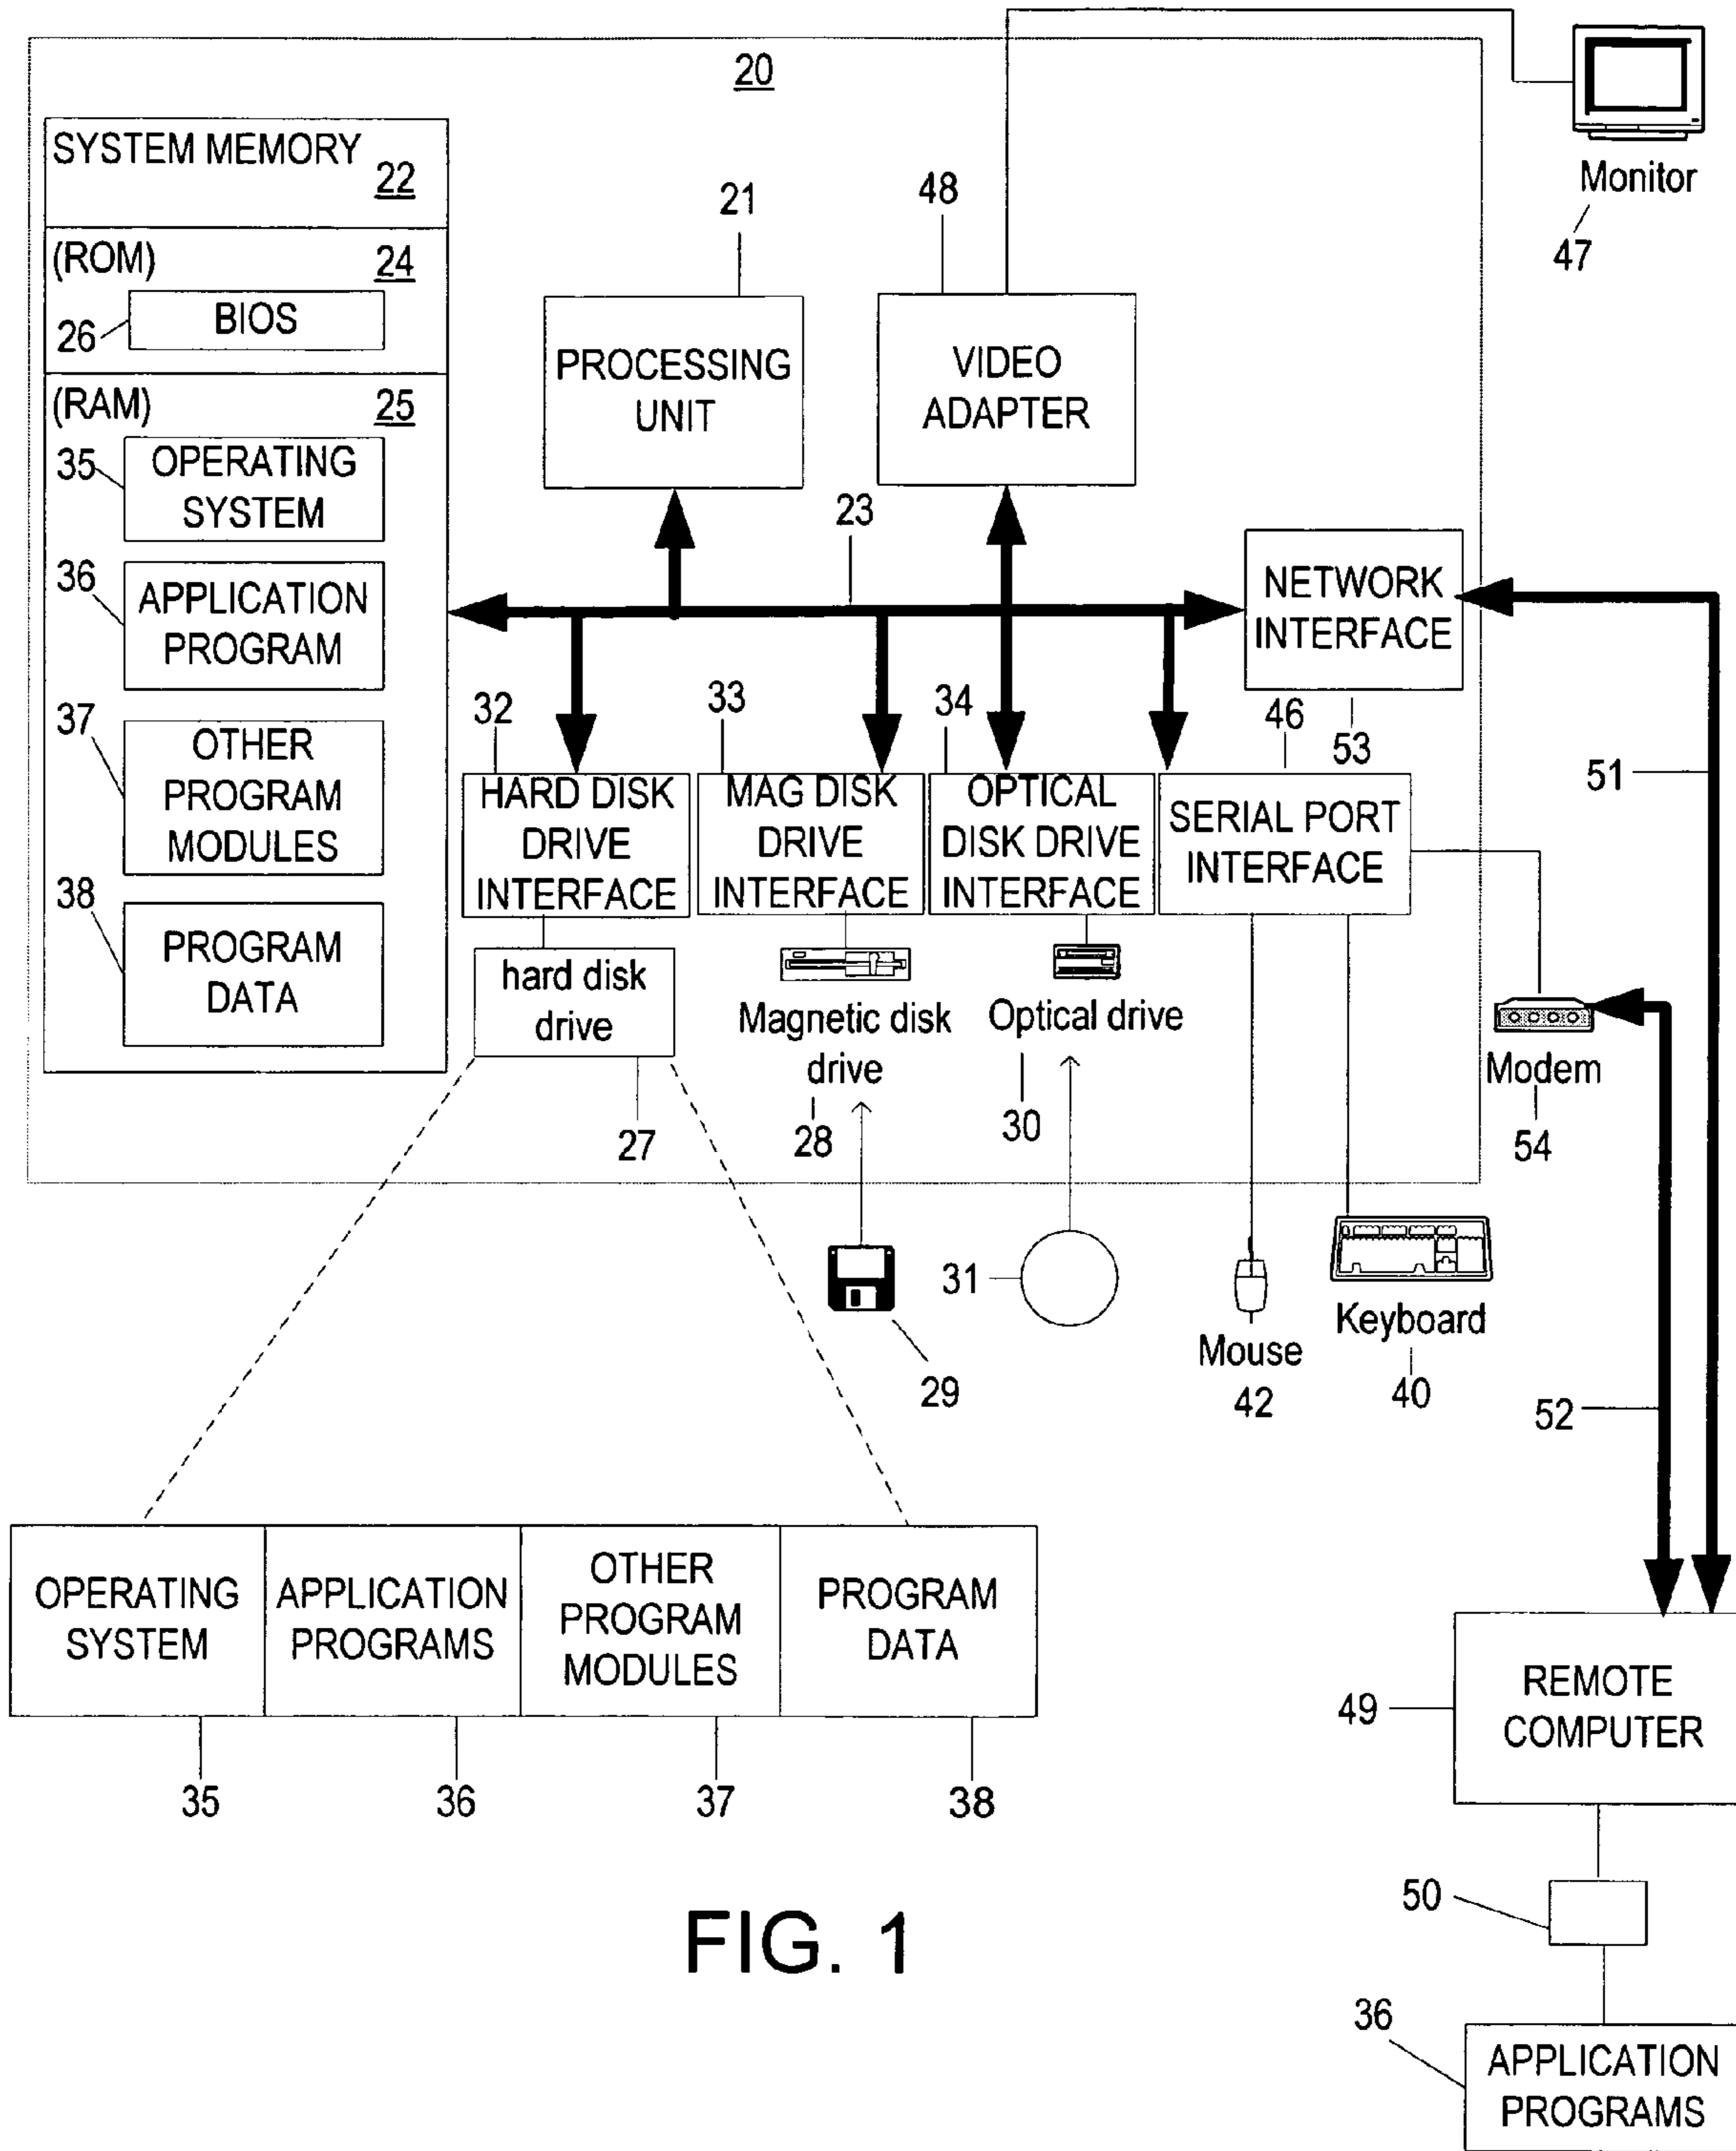 20
SYSTEM MEMORY
22
(ROM)
24
BIOS
26
(RAM)
25
35
OPERATING
SYSTEM
36
APPLICATION
PROGRAM
37
OTHER
PROGRAM
MODULES
38
PROGRAM
DATA
21
PROCESSING
UNIT
48
VIDEO
ADAPTER
Monitor
47
23
NETWORK
INTERFACE
53
32
HARD DISK
DRIVE
INTERFACE
33
MAG DISK
DRIVE
INTERFACE
34
OPTICAL
DISK DRIVE
INTERFACE
46
SERIAL PORT
INTERFACE
51
hard disk
drive
27
Magnetic disk
drive
28
Optical drive
30
Modem
54
29
31
Mouse
42
Keyboard
40
52
OPERATING
SYSTEM
APPLICATION
PROGRAMS
OTHER
PROGRAM
MODULES
PROGRAM
DATA
35
36
37
38
49
REMOTE
COMPUTER
50
36
APPLICATION
PROGRAMS
FIG. 1